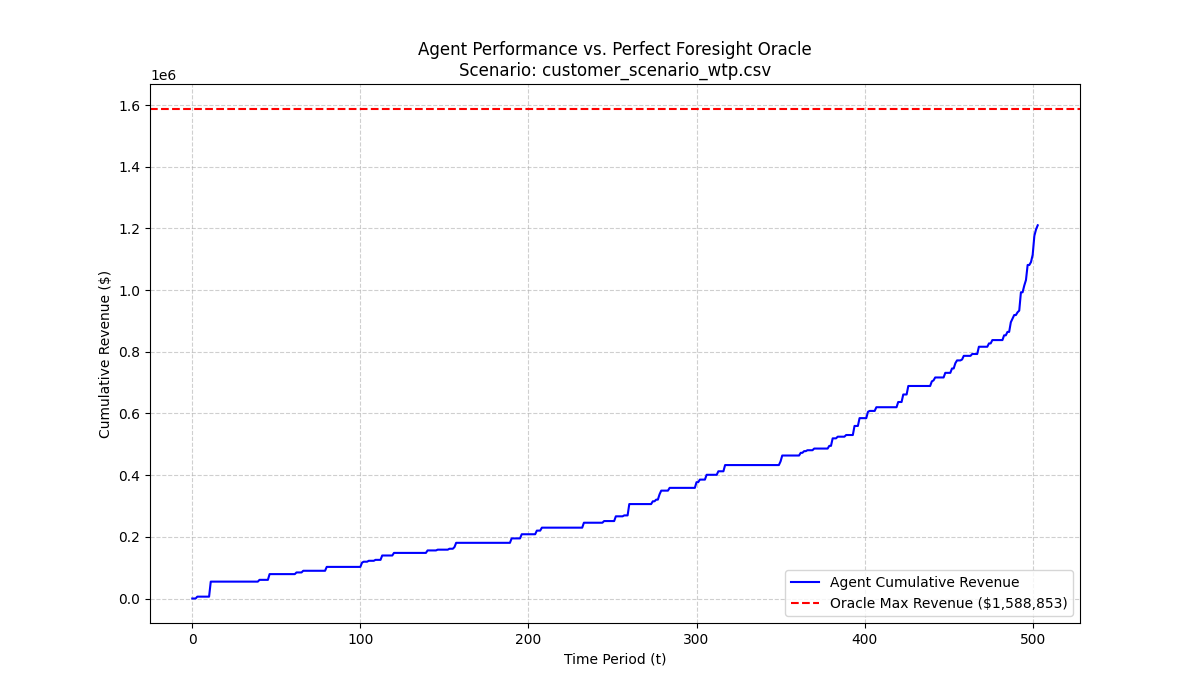 Agent Performance vs. Perfect Foresight Oracle
Scenario: customer_scenario_wtp.csv
1e6
1.6
1.4
1.2
1.0
0.8
0.6
0.4
0.2
0.0
Cumulative Revenue ($)
Agent Cumulative Revenue
Oracle Max Revenue ($1,588,853)
0 100 200 300 400 500
Time Period (t)